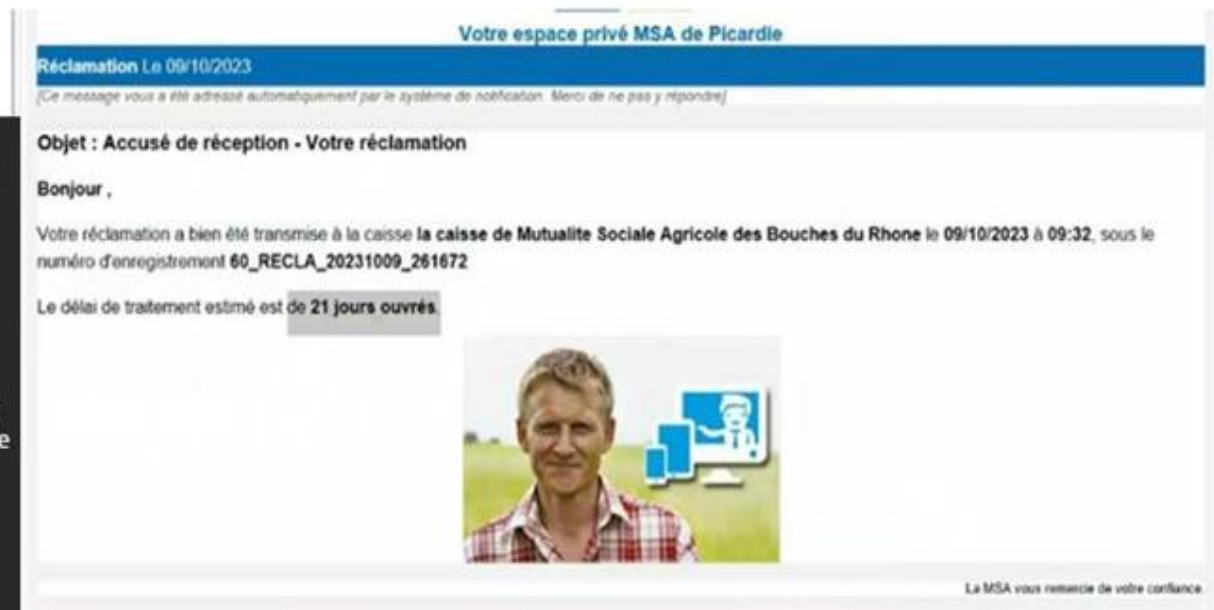 Votre espace privé MSA de Picardie
Réclamation Le 09/10/2023
[Ce message vous a été adressé automatiquement par le système de notification. Merci de ne pas y répondre]
Objet : Accusé de réception - Votre réclamation
Bonjour ,
Votre réclamation a bien été transmise à la caisse la caisse de Mutualite Sociale Agricole des Bouches du Rhone le 09/10/2023 à 09:32, sous le
numéro d'enregistrement 60_RECLA_20231009_261672
Le délai de traitement estimé est de 21 jours ouvrés.
e
La MSA vous remercie de votre confiance